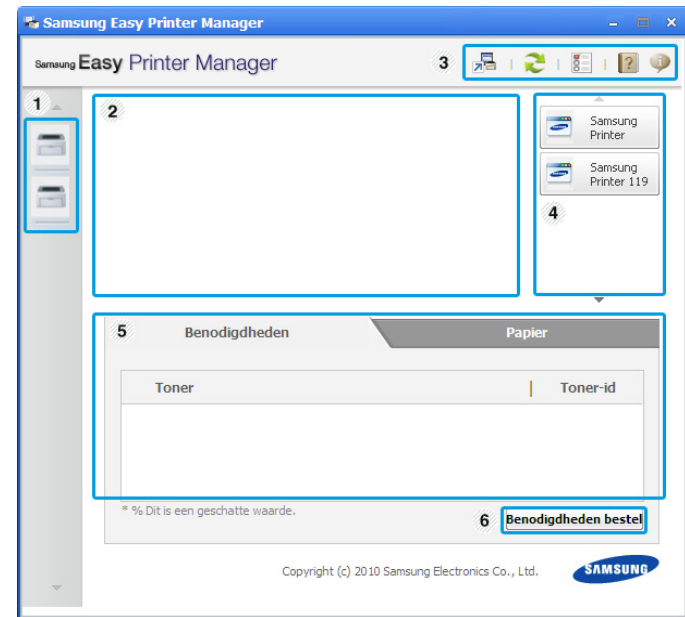 Samsung Easy Printer Manager
Samsung Easy Printer Manager
3
1
2
Samsung
Printer
Samsung
Printer 119
4
5 Benodigdheden Papier
Toner Toner-id
* % Dit is een geschatte waarde.
6 Benodigdheden bestel
Copyright (c) 2010 Samsung Electronics Co., Ltd. SAMSUNG